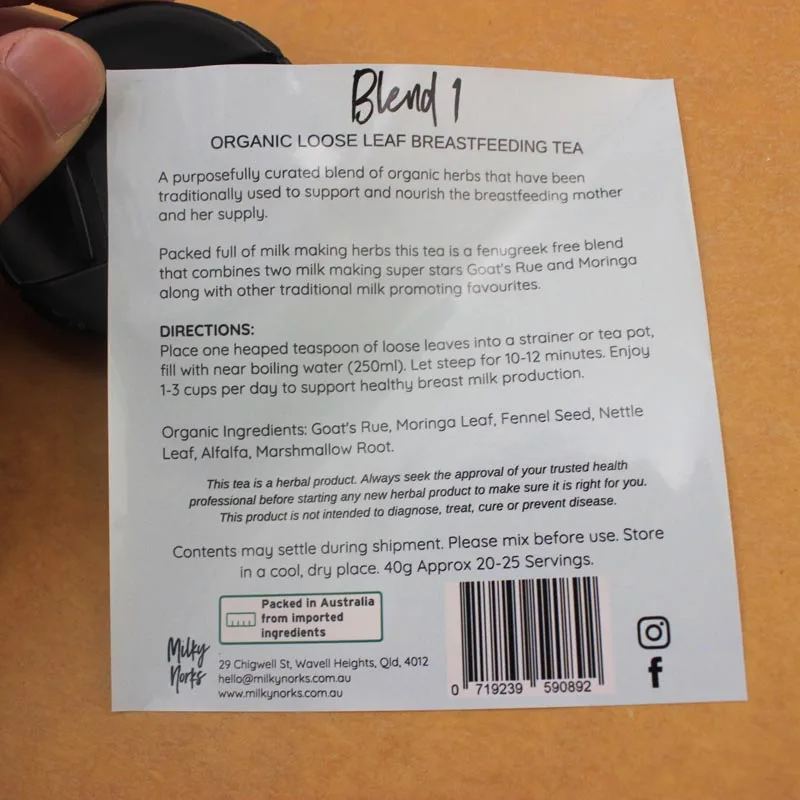 Blend 1
ORGANIC LOOSE LEAF BREASTFEEDING TEA
A purposefully curated blend of organic herbs that have been
traditionally used to support and nourish the breastfeeding mother
and her supply.
Packed full of milk making herbs this tea is a fenugreek free blend
that combines two milk making super stars Goat's Rue and Moringa
along with other traditional milk promoting favourites.
DIRECTIONS:
Place one heaped teaspoon of loose leaves into a strainer or tea pot,
fill with near boiling water (250ml). Let steep for 10-12 minutes. Enjoy
1-3 cups per day to support healthy breast milk production.
Organic Ingredients: Goat's Rue, Moringa Leaf, Fennel Seed, Nettle
Leaf, Alfalfa, Marshmallow Root.
This tea is a herbal product. Always seek the approval of your trusted health
professional before starting any new herbal product to make sure it is right for you.
This product is not intended to diagnose, treat, cure or prevent disease.
Contents may settle during shipment. Please mix before use. Store
in a cool, dry place. 40g Approx 20-25 Servings.
Packed in Australia
from imported
ingredients
Milky
Norks
29 Chigwell St, Wavell Heights, Qld, 4012
hello@milkynorks.com.au
www.milkynorks.com.au
0 719239 590892